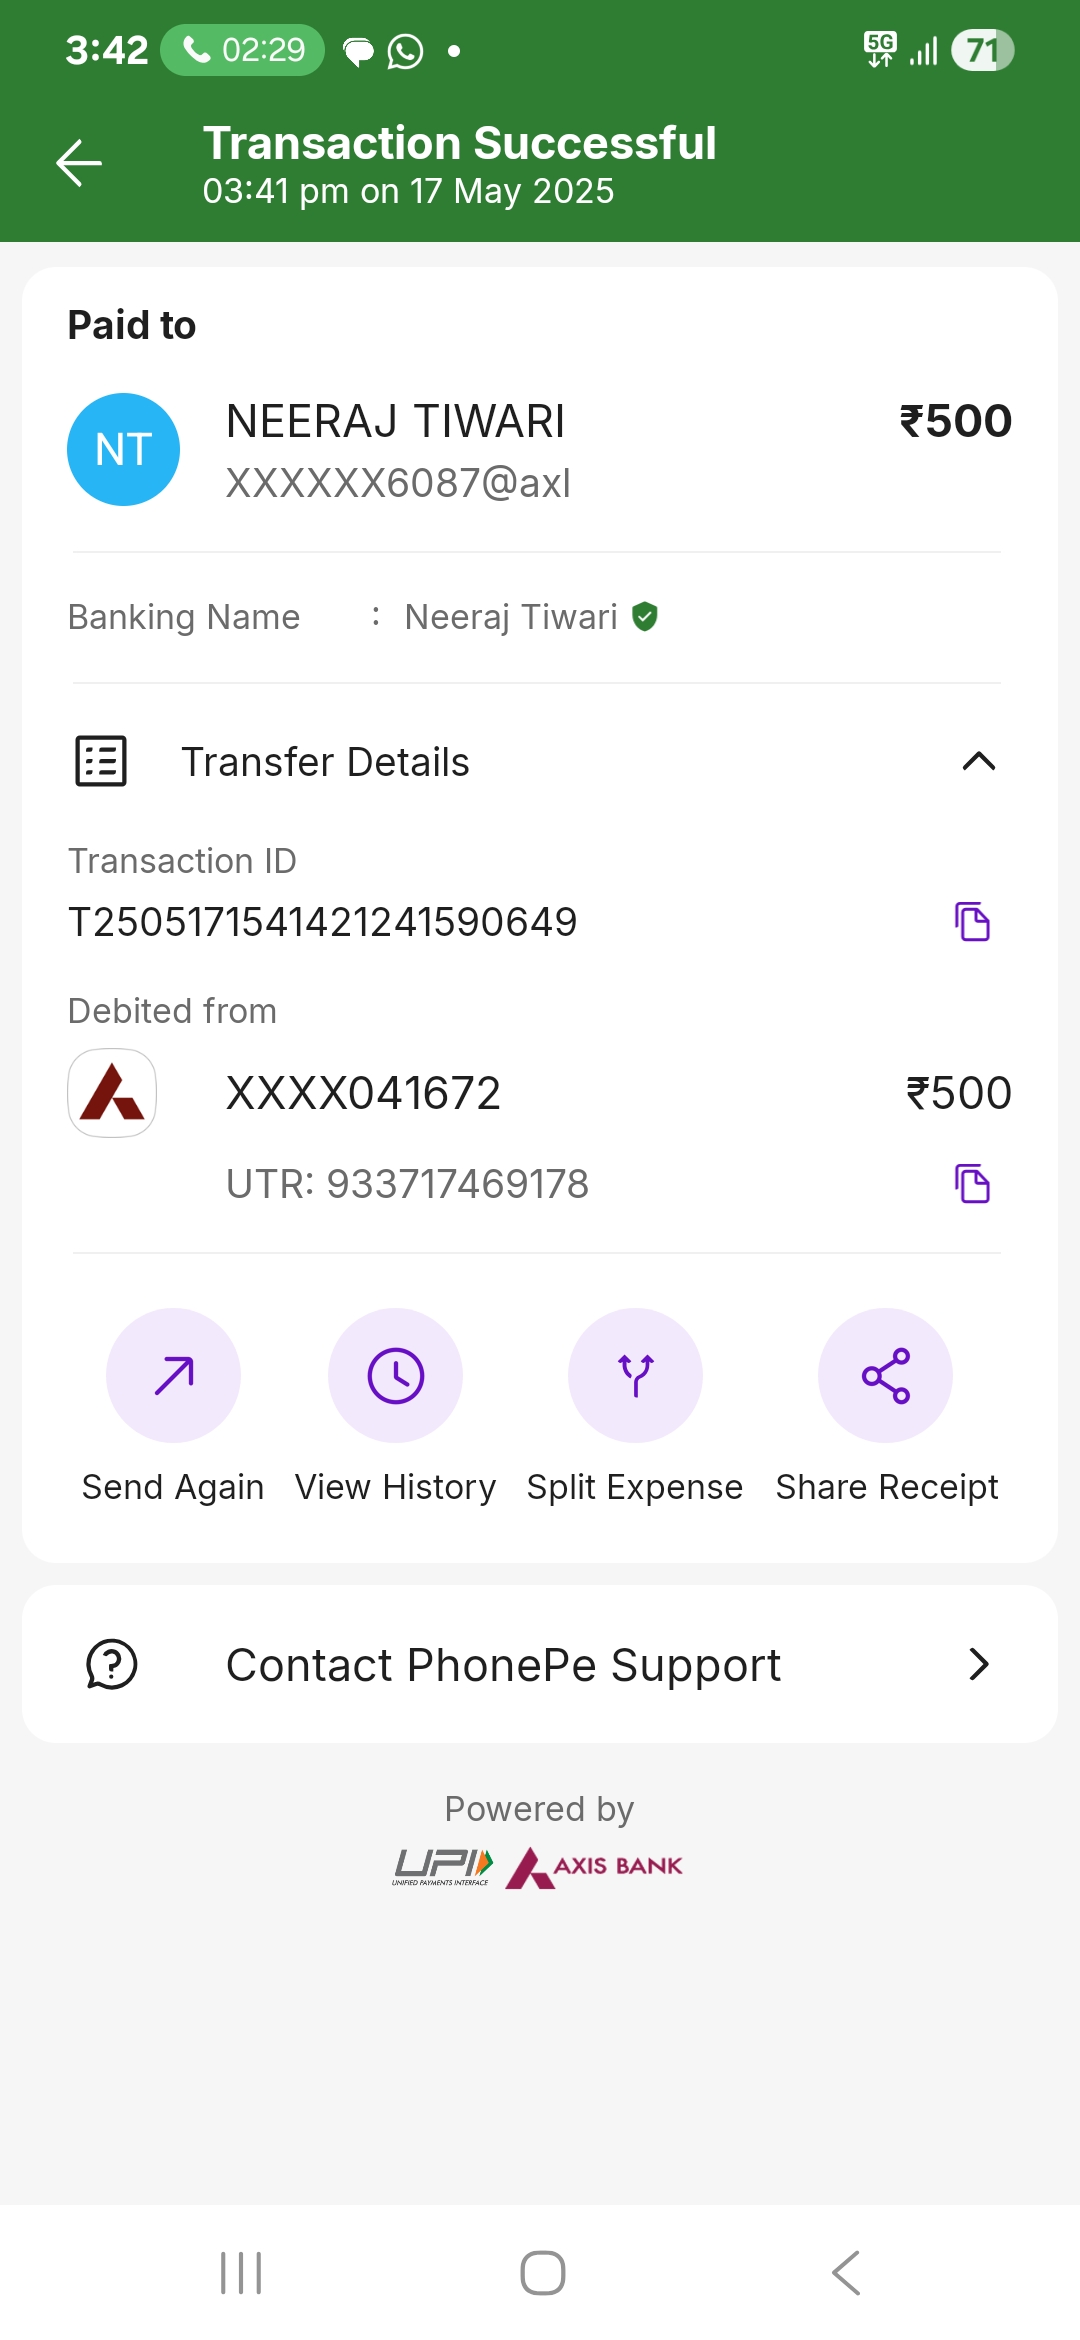 3:42 02:29 5G 71
Transaction Successful
03:41 pm on 17 May 2025
Paid to
NT NEERAJ TIWARI ₹500
XXXXXX6087@axl
Banking Name : Neeraj Tiwari
Transfer Details
Transaction ID
T2505171541421241590649
Debited from
XXXX041672 ₹500
UTR: 933717469178
Send Again View History Split Expense Share Receipt
Contact PhonePe Support
Powered by
UPI AXIS BANK
UNIFIED PAYMENTS INTERFACE